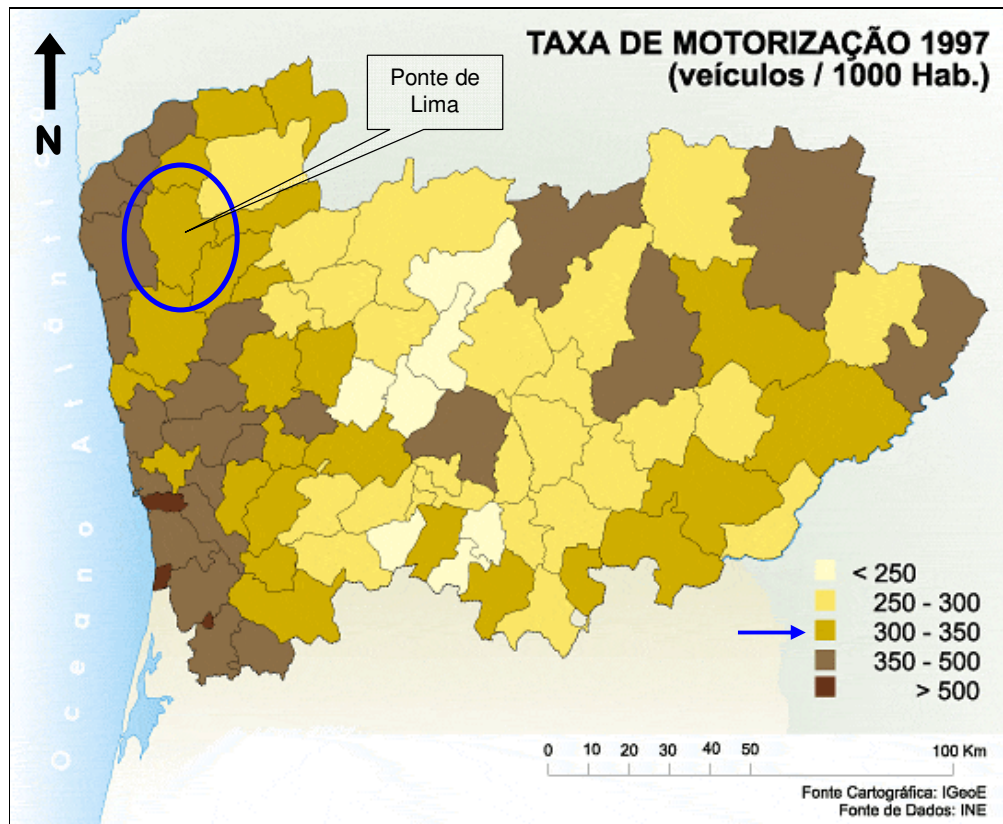 TAXA DE MOTORIZAÇÃO 1997
(veículos / 1000 Hab.)
Ponte de
Lima
N
Oceano Atlântico
< 250
250 - 300
300 - 350
350 - 500
> 500
0 10 20 30 40 50 100 Km
Fonte Cartográfica: IGeoE
Fonte de Dados: INE